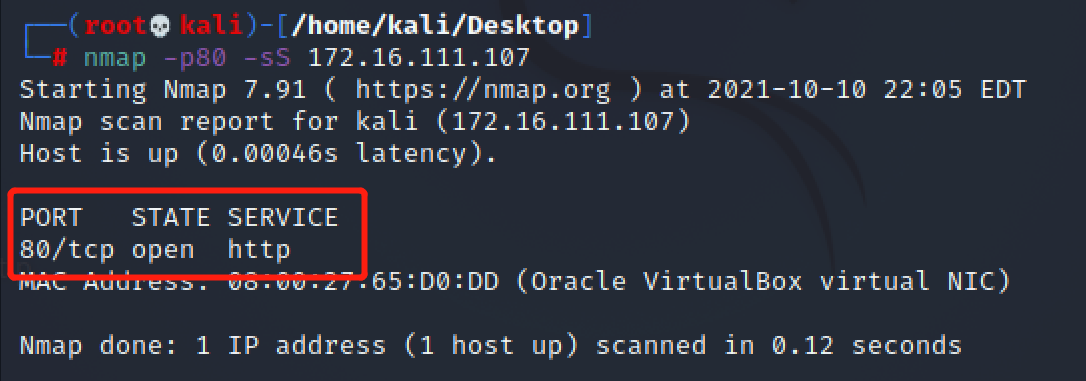 ┌──(root💀kali)-[/home/kali/Desktop]
└─# nmap -p80 -sS 172.16.111.107
Starting Nmap 7.91 ( https://nmap.org ) at 2021-10-10 22:05 EDT
Nmap scan report for kali (172.16.111.107)
Host is up (0.00046s latency).

PORT   STATE SERVICE
80/tcp open  http
MAC Address: 08:00:27:65:D0:DD (Oracle VirtualBox virtual NIC)

Nmap done: 1 IP address (1 host up) scanned in 0.12 seconds